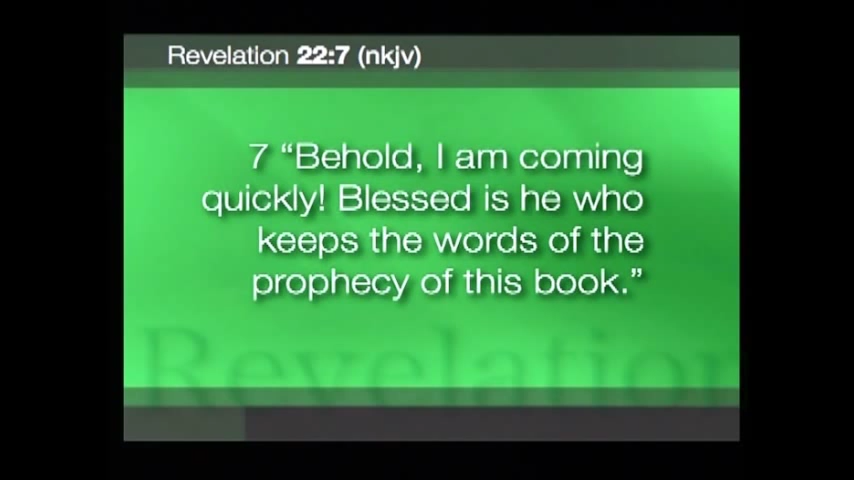 Revelation 22:7 (nkjv)
7 “Behold, I am coming
quickly! Blessed is he who
keeps the words of the
prophecy of this book.”
Revelation